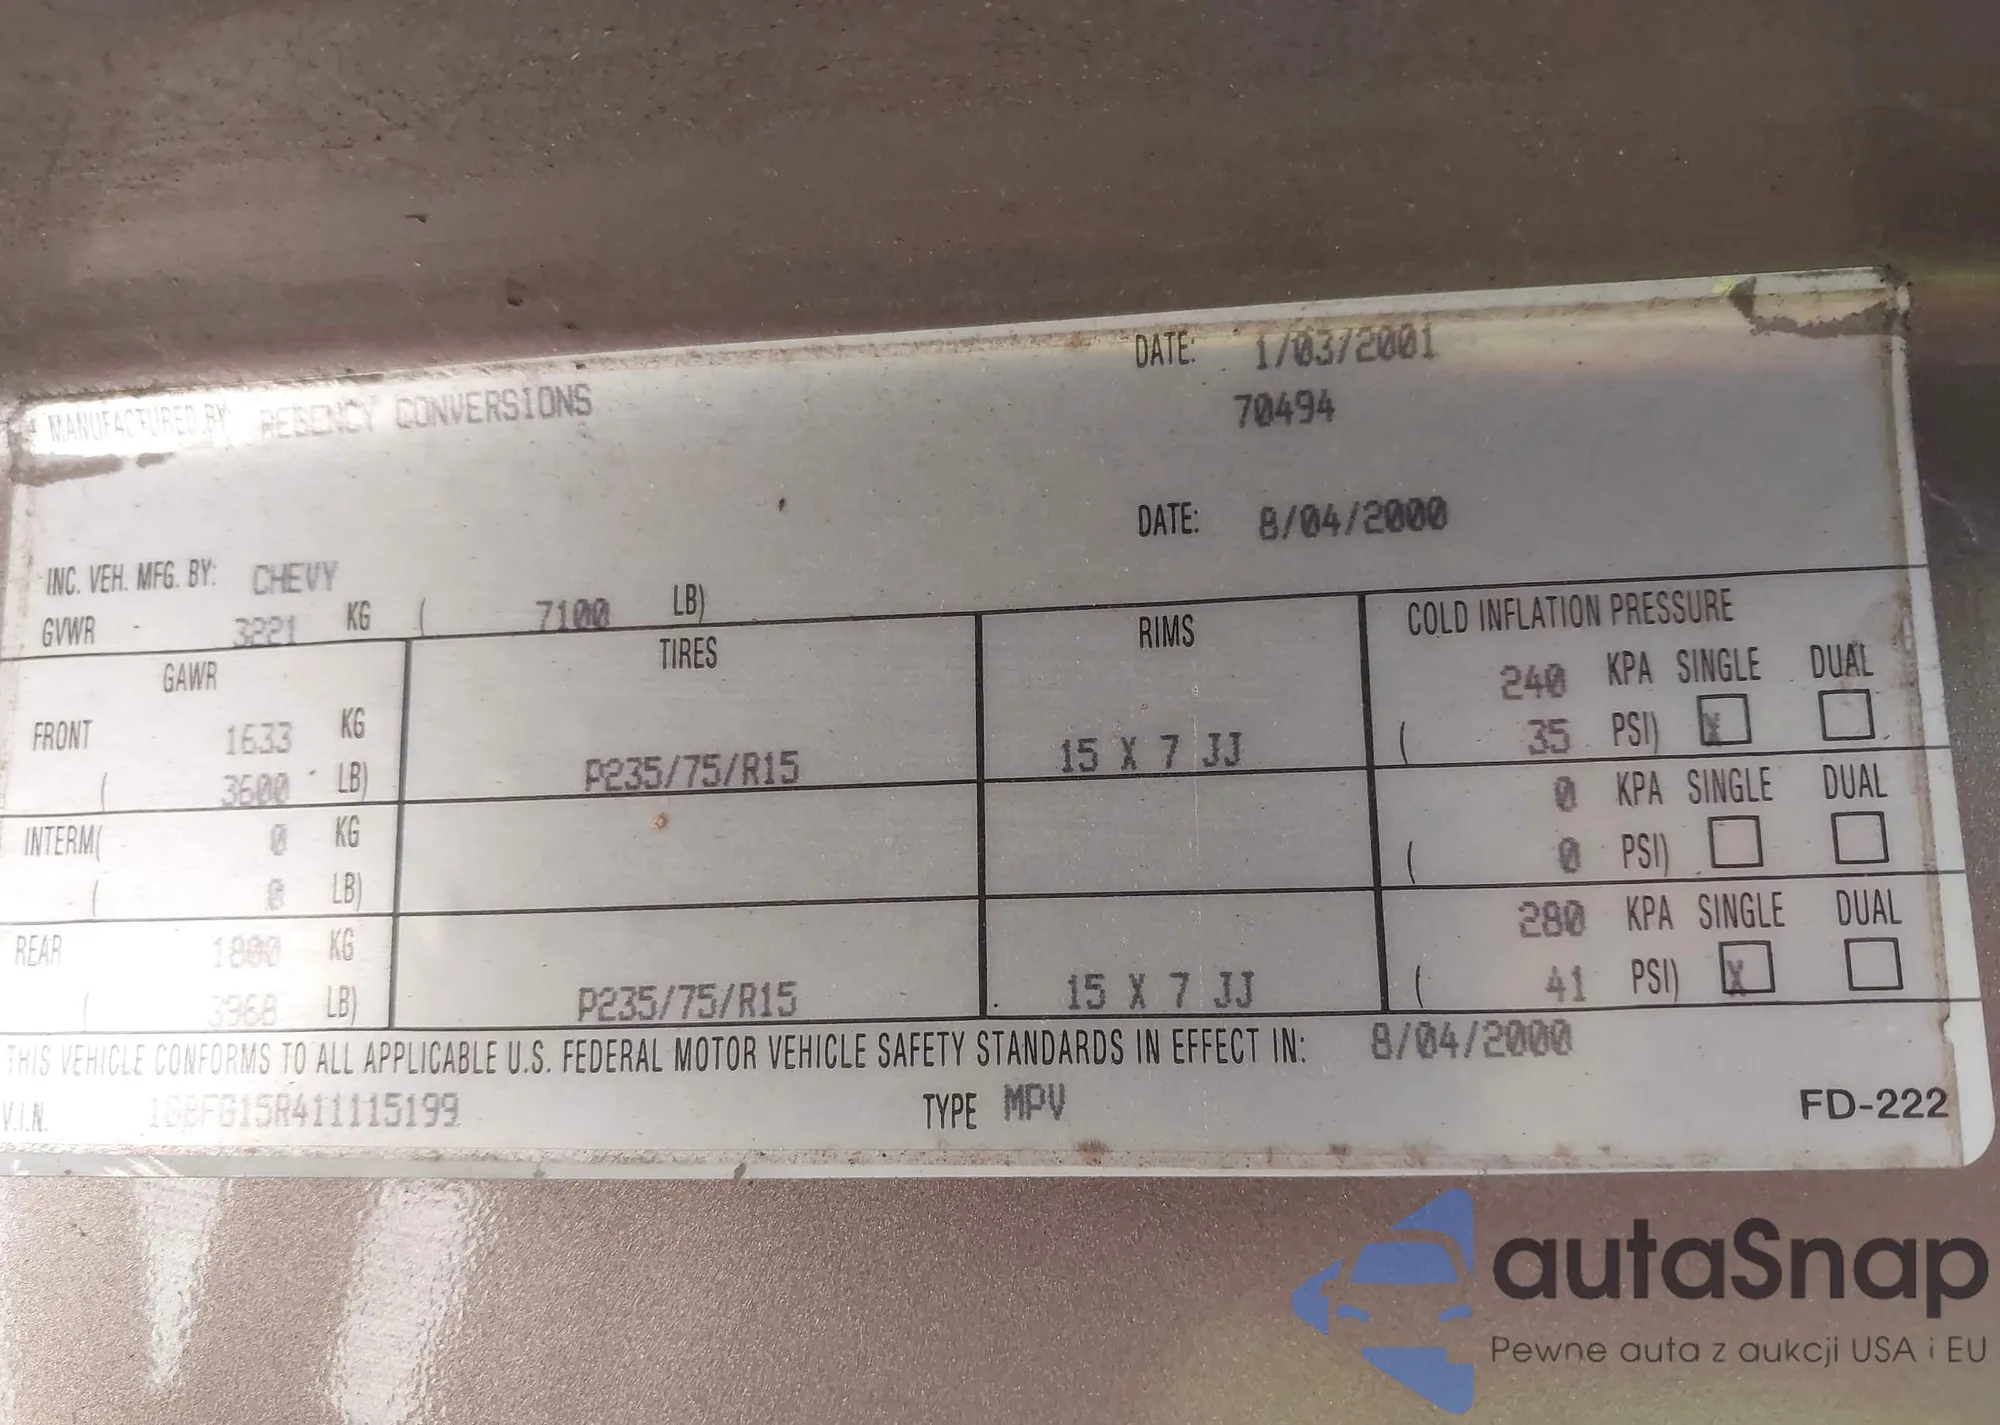 DATE: 1/03/2001
MANUFACTURED BY: REGENCY CONVERSIONS
70494
DATE: 8/04/2000
INC. VEH. MFG. BY: CHEVY
GVWR - 3221 KG ( 7100 LB)
GAWR TIRES RIMS COLD INFLATION PRESSURE
240 KPA SINGLE DUAL
FRONT 1633 KG
( 3600 LB) P235/75/R15 15 X 7 JJ ( 35 PSI) X
INTERM( 0 KG 0 KPA SINGLE DUAL
( 0 LB) ( 0 PSI)
REAR 1800 KG 280 KPA SINGLE DUAL
( 3968 LB) P235/75/R15 15 X 7 JJ ( 41 PSI) X
THIS VEHICLE CONFORMS TO ALL APPLICABLE U.S. FEDERAL MOTOR VEHICLE SAFETY STANDARDS IN EFFECT IN: 8/04/2000
V.I.N. 1GBFG15R411115199 TYPE MPV FD-222
autaSnap
Pewne auta z aukcji USA i EU